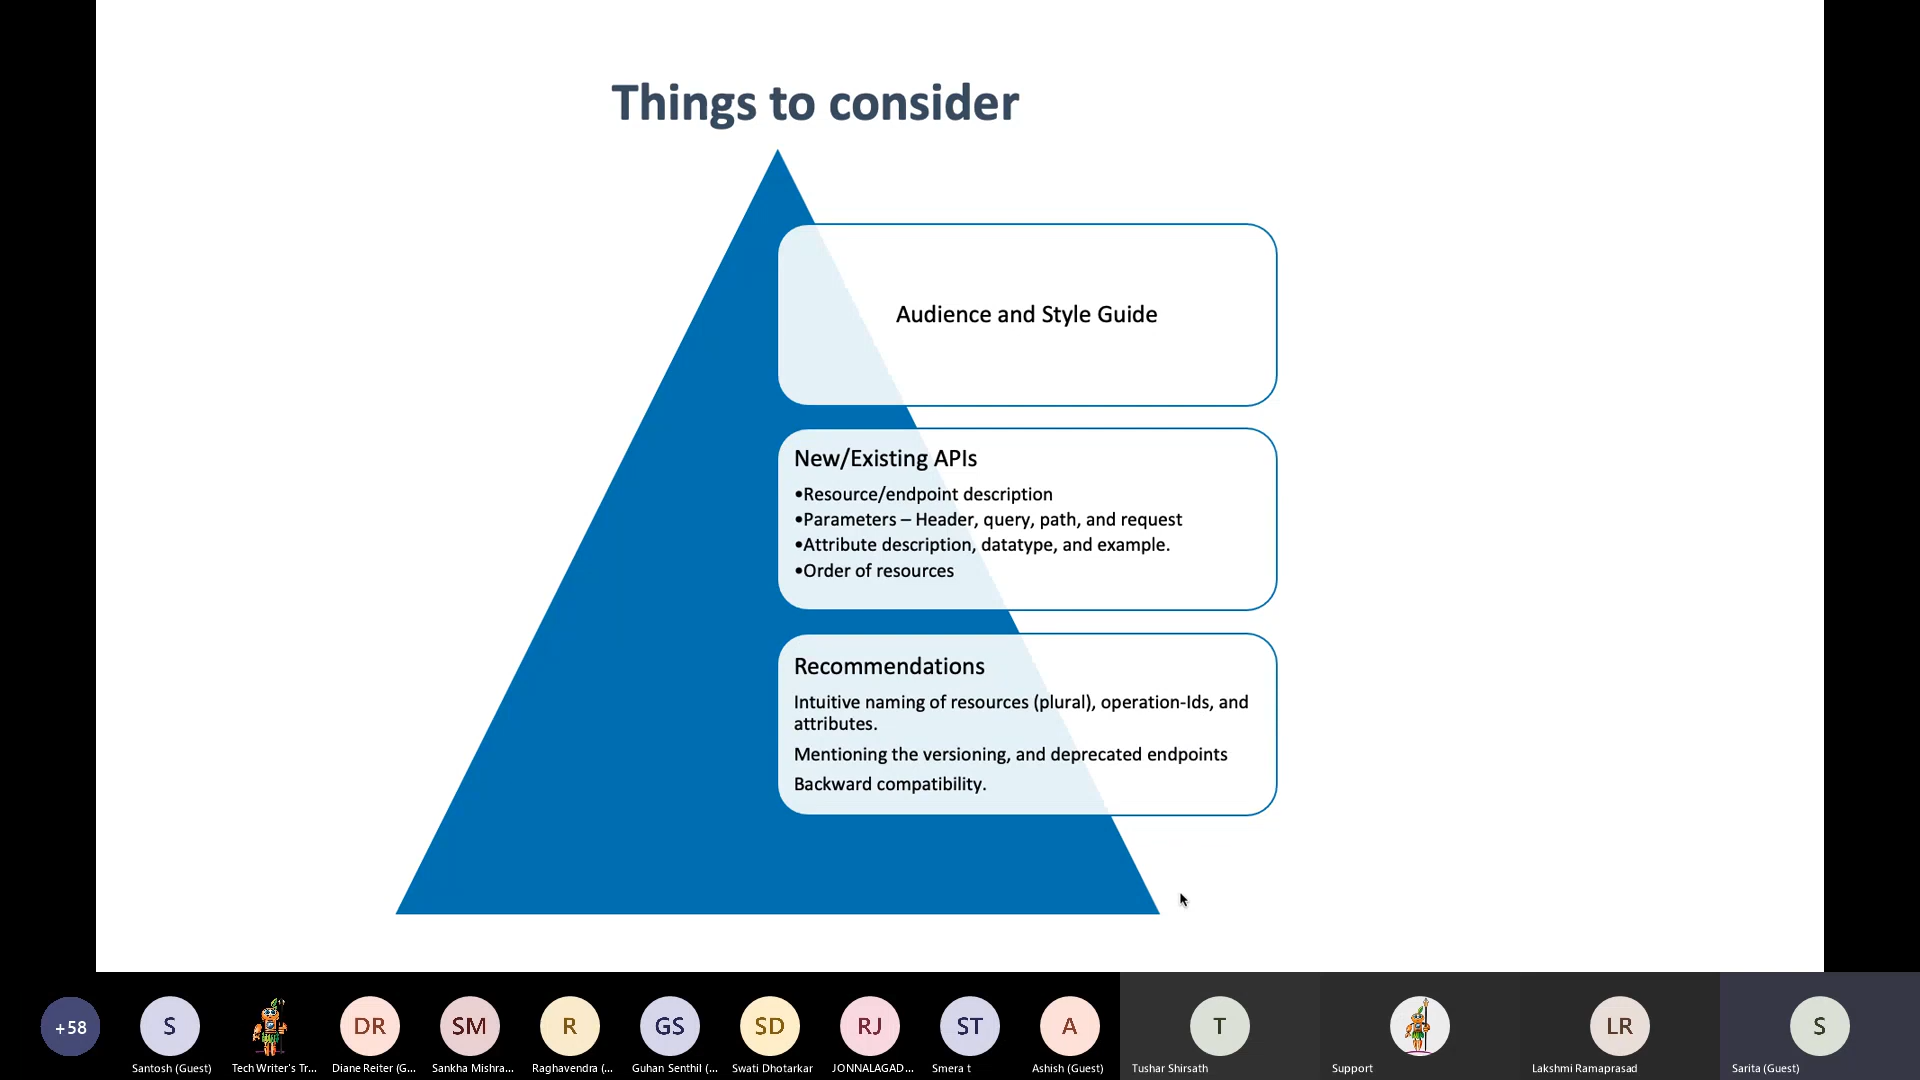 Things to consider
Audience and Style Guide
New/Existing APIs
•Resource/endpoint description
•Parameters – Header, query, path, and request
•Attribute description, datatype, and example.
•Order of resources
Recommendations
Intuitive naming of resources (plural), operation-Ids, and
attributes.
Mentioning the versioning, and deprecated endpoints
Backward compatibility.
+58
S
DR
SM
R
GS
SD
RJ
ST
A
T
LR
S
Santosh (Guest)
Tech Writer's Tr...
Diane Reiter (G...
Sankha Mishra...
Raghavendra (...
Guhan Senthil (...
Swati Dhotarkar
JONNALAGAD...
Smera t
Ashish (Guest)
Tushar Shirsath
Support
Lakshmi Ramaprasad
Sarita (Guest)